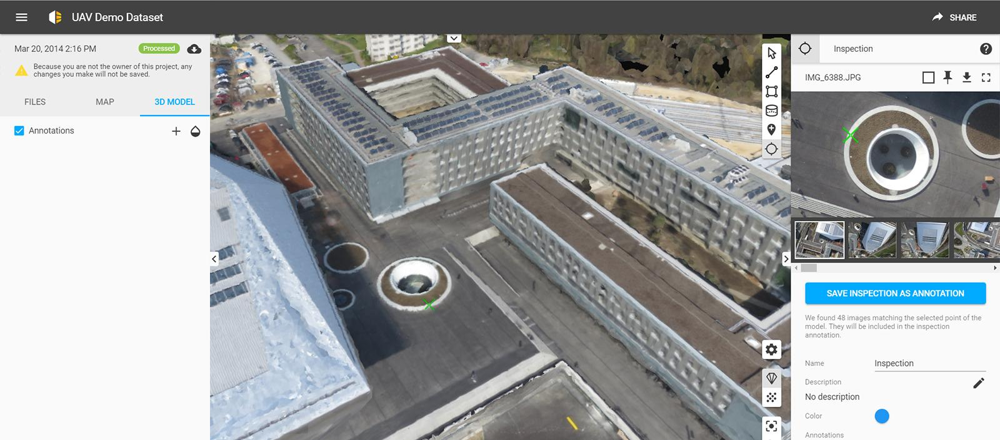 UAV Demo Dataset
SHARE
Mar 20, 2014 2:16 PM
Processed
Because you are not the owner of this project, any
changes you make will not be saved.
FILES
MAP
3D MODEL
Annotations
Inspection
?
IMG_6388.JPG
SAVE INSPECTION AS ANNOTATION
We found 48 images matching the selected point of the
model. They will be included in the inspection
annotation.
Name
Inspection
Description
No description
Color
Annotations